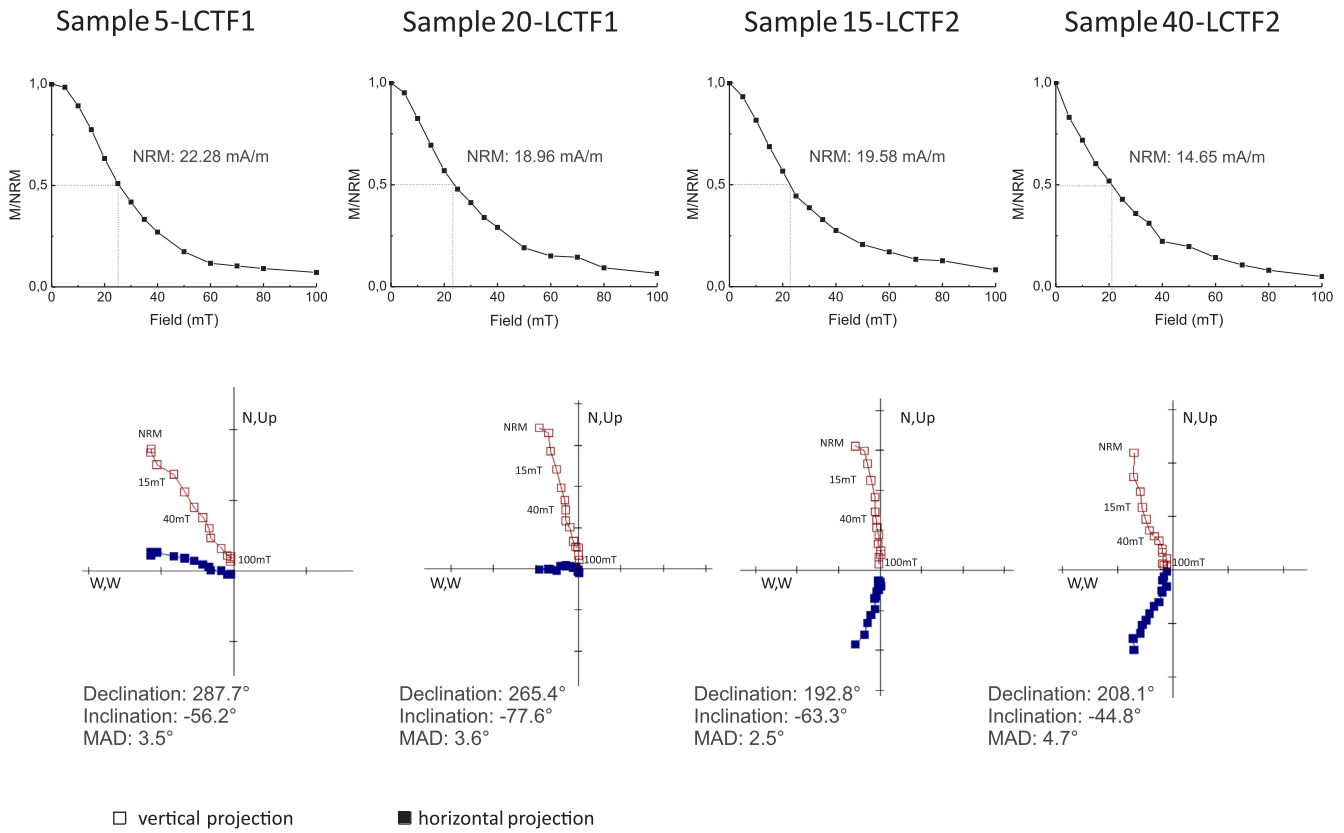 Sample 5-LCTF1
Sample 20-LCTF1
Sample 15-LCTF2
Sample 40-LCTF2
1,0
0,5
0,0
M/NRM
NRM: 22.28 mA/m
0 20 40 60 80 100
Field (mT)
1,0
0,5
0,0
M/NRM
NRM: 18.96 mA/m
0 20 40 60 80 100
Field (mT)
1,0
0,5
0,0
M/NRM
NRM: 19.58 mA/m
0 20 40 60 80 100
Field (mT)
1,0
0,5
0,0
M/NRM
NRM: 14.65 mA/m
0 20 40 60 80 100
Field (mT)
N,Up
NRM
15mT
40mT
100mT
W,W
Declination: 287.7°
Inclination: -56.2°
MAD: 3.5°
N,Up
NRM
15mT
40mT
100mT
W,W
Declination: 265.4°
Inclination: -77.6°
MAD: 3.6°
N,Up
NRM
15mT
40mT
100mT
W,W
Declination: 192.8°
Inclination: -63.3°
MAD: 2.5°
N,Up
NRM
15mT
40mT
100mT
W,W
Declination: 208.1°
Inclination: -44.8°
MAD: 4.7°
vertical projection
horizontal projection